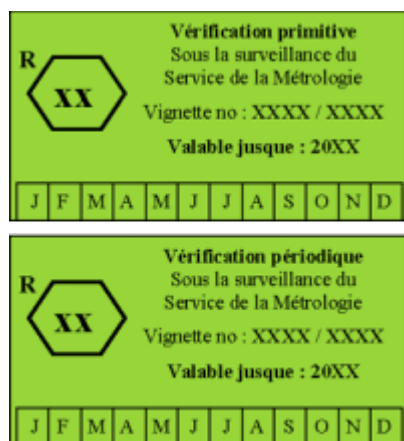 Vérification primitive
R
Sous la surveillance du
Service de la Métrologie
XX
Vignette no : XXXX / XXXX
Valable jusque : 20XX
J F M A M J J A S O N D
Vérification périodique
R
Sous la surveillance du
Service de la Métrologie
XX
Vignette no : XXXX / XXXX
Valable jusque : 20XX
J F M A M J J A S O N D